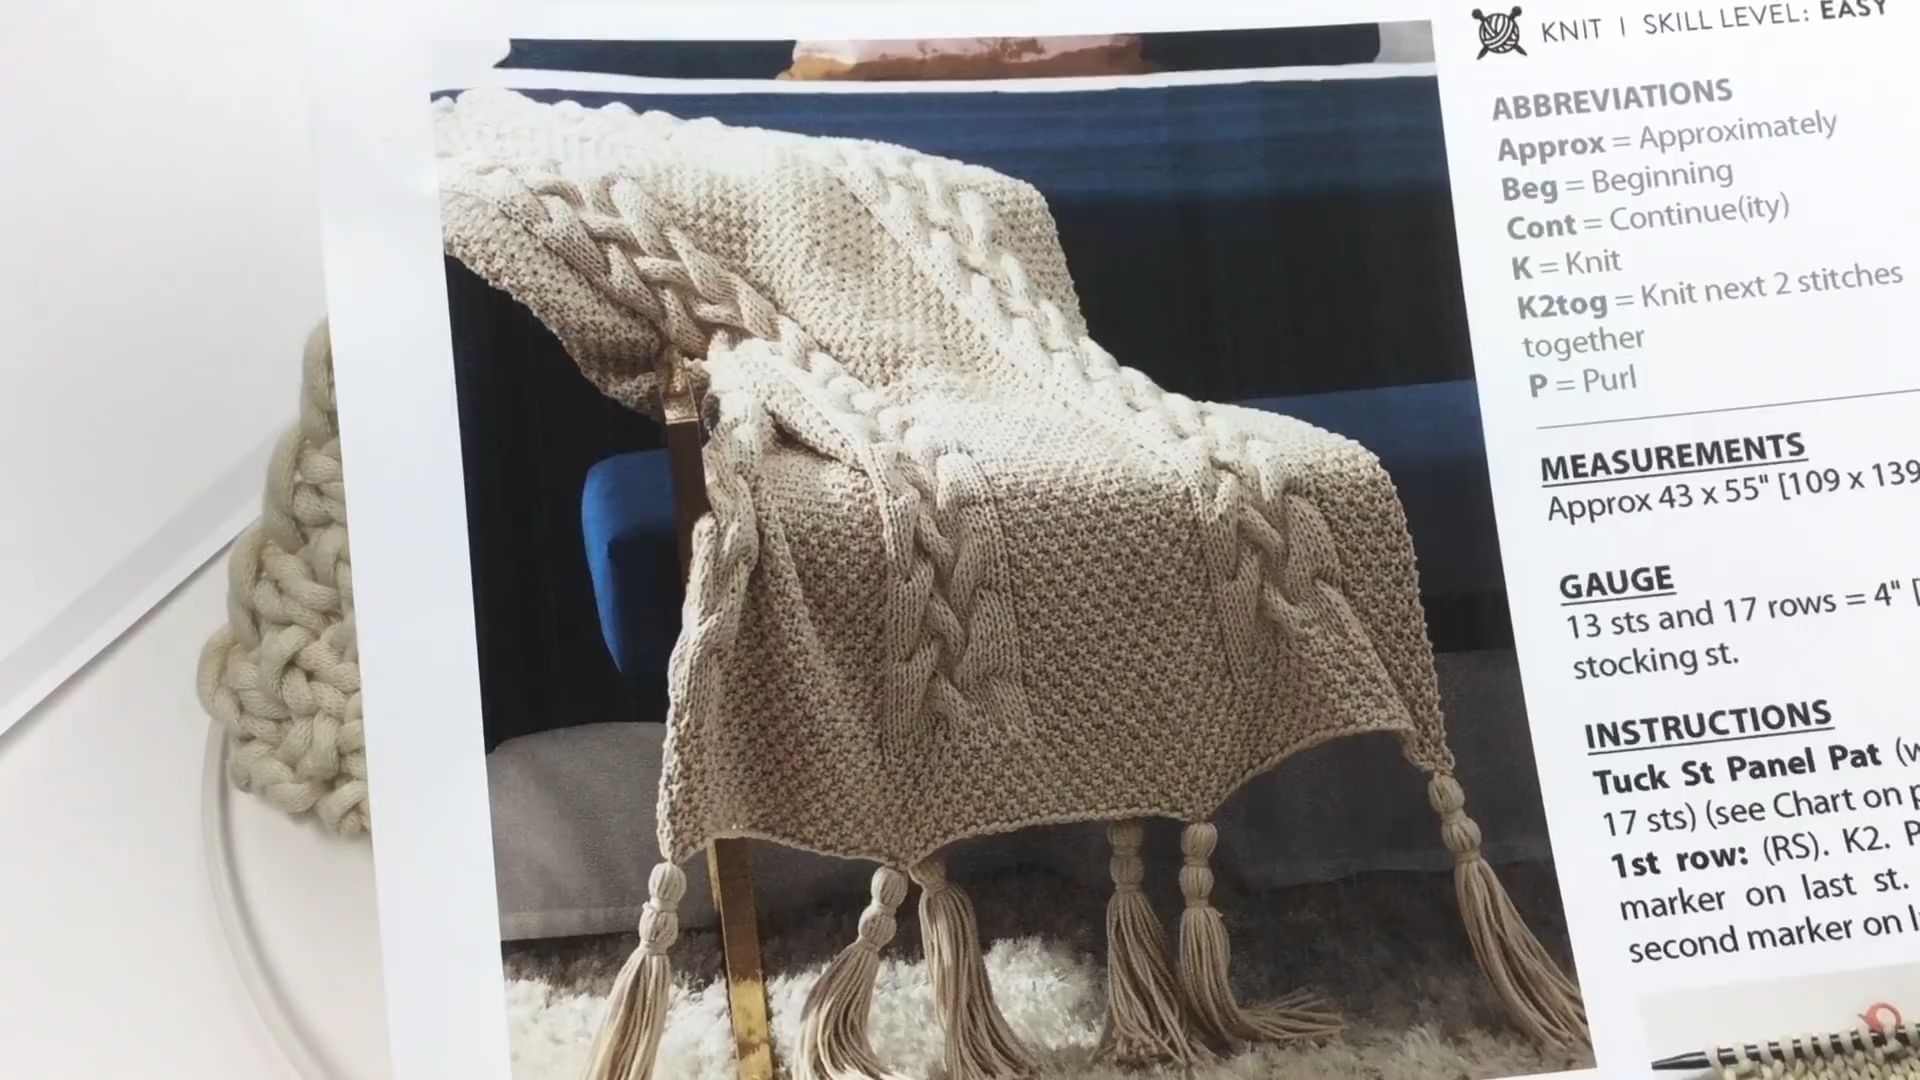 KNIT | SKILL LEVEL: EASY
ABBREVIATIONS
Approx = Approximately
Beg = Beginning
Cont = Continue(ity)
K = Knit
K2tog = Knit next 2 stitches
together
P = Purl
MEASUREMENTS
Approx 43 x 55" [109 x 139
GAUGE
13 sts and 17 rows = 4" [
stocking st.
INSTRUCTIONS
Tuck St Panel Pat (w
17 sts) (see Chart on p
1st row: (RS). K2. P
marker on last st.
second marker on l